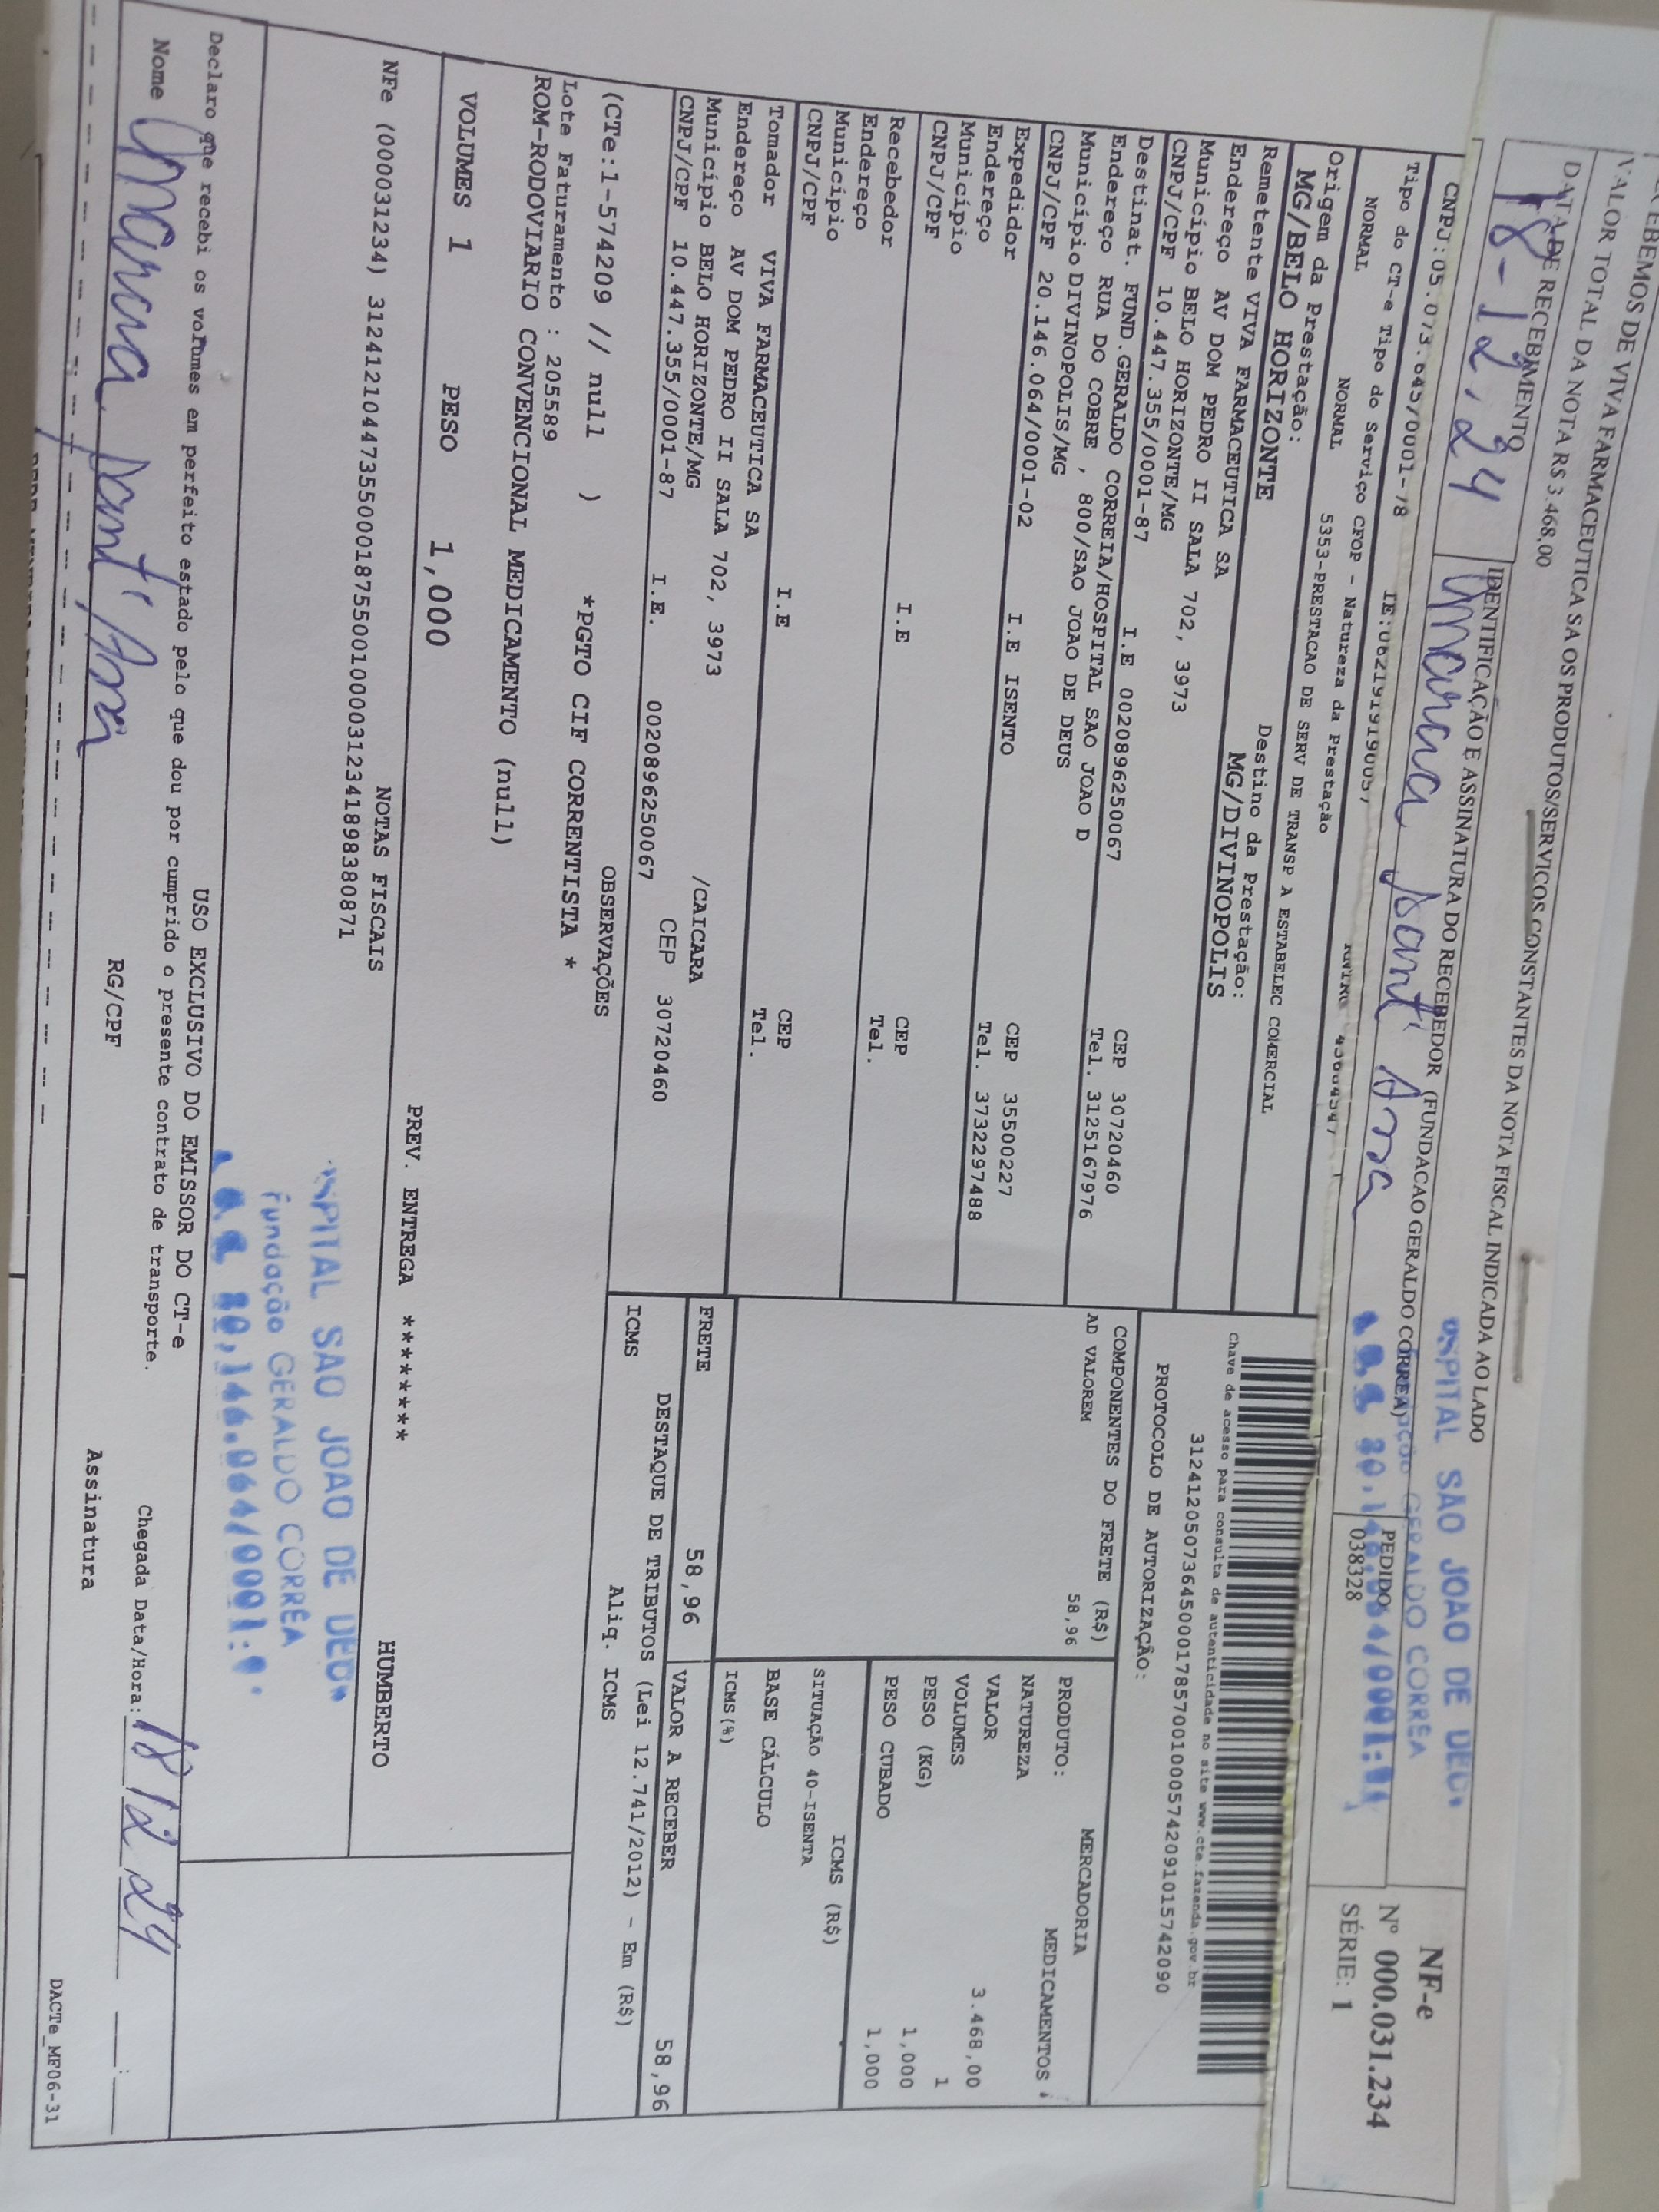 EBEMOS DE VIVA FARMACEUTICA SA OS PRODUTOS/SERVIÇOS CONSTANTES DA NOTA FISCAL INDICADA AO LADO
VALOR TOTAL DA NOTA R$ 3.468,00
(FUNDACAO GERALDO CORREA)
DATA DE RECEBIMENTO
18-12.24
IDENTIFICAÇÃO E ASSINATURA DO RECEBEDOR
Marcia Sant'Ana
PEDIDO
038328
NF-e
Nº 000.031.234
SÉRIE: 1
SPITAL SAO JOAO DE DEUS
GERALDO CORREA
CNPJ:05.073.645/0001-78
Tipo do CT-e Tipo do Serviço CFOP - Natureza da Prestação
NORMAL NORMAL 5353-PRESTACAO DE SERV DE TRANSP A ESTABELEC COMERCIAL
Origem da Prestação: Destino da Prestação:
MG/BELO HORIZONTE MG/DIVINOPOLIS
Remetente VIVA FARMACEUTICA SA
Endereço AV DOM PEDRO II SALA 702, 3973
Município BELO HORIZONTE/MG CEP 30720460
CNPJ/CPF 10.447.355/0001-87 I.E 0020896250067 Tel. 3125167976
Destinat. FUND.GERALDO CORREIA/HOSPITAL SAO JOAO D
Endereço RUA DO COBRE , 800/SAO JOAO DE DEUS
Município DIVINOPOLIS/MG CEP 35500227
CNPJ/CPF 20.146.064/0001-02 I.E ISENTO Tel. 3732297488
Expedidor
Endereço
Município CEP
CNPJ/CPF I.E Tel.
Recebedor
Endereço
Município CEP
CNPJ/CPF I.E Tel.
Tomador VIVA FARMACEUTICA SA
Endereço AV DOM PEDRO II SALA 702, 3973 /CAICARA
Município BELO HORIZONTE/MG CEP 30720460
CNPJ/CPF 10.447.355/0001-87 I.E. 0020896250067
Chave de acesso para consulta de autenticidade no site www.cte.fazenda.gov.br
31241205073645000178570010005742091015742090
PROTOCOLO DE AUTORIZAÇÃO:
COMPONENTES DO FRETE (R$)
AD VALOREM 58,96
FRETE 58,96
PRODUTO: MERCADORIA
NATUREZA MEDICAMENTOS
VALOR 3.468,00
VOLUMES 1
PESO (KG) 1,000
PESO CUBADO 1,000
ICMS (R$)
SITUAÇÃO 40-ISENTA
BASE CÁLCULO
ICMS(%)
VALOR A RECEBER 58,96
DESTAQUE DE TRIBUTOS (Lei 12.741/2012) - Em (R$)
ICMS Aliq. ICMS
OBSERVAÇÕES
(CTe:1-574209 // null ) *PGTO CIF CORRENTISTA *
Lote Faturamento : 205589
ROM-RODOVIARIO CONVENCIONAL MEDICAMENTO (null)
VOLUMES 1 PESO 1,000 PREV. ENTREGA ******* HUMBERTO
NOTAS FISCAIS
NFe (000031234) 31241210447355000187550010000312341898380871
SPITAL SAO JOAO DE DEUS
Fundação GERALDO CORRÊA
20.146.064/0001
USO EXCLUSIVO DO EMISSOR DO CT-e
Declaro que recebi os volumes em perfeito estado pelo que dou por cumprido o presente contrato de transporte.
Nome Marcia Sant'Ana RG/CPF Assinatura Chegada Data/Hora: 18 12 24 __:__
DACTe_MF06-31